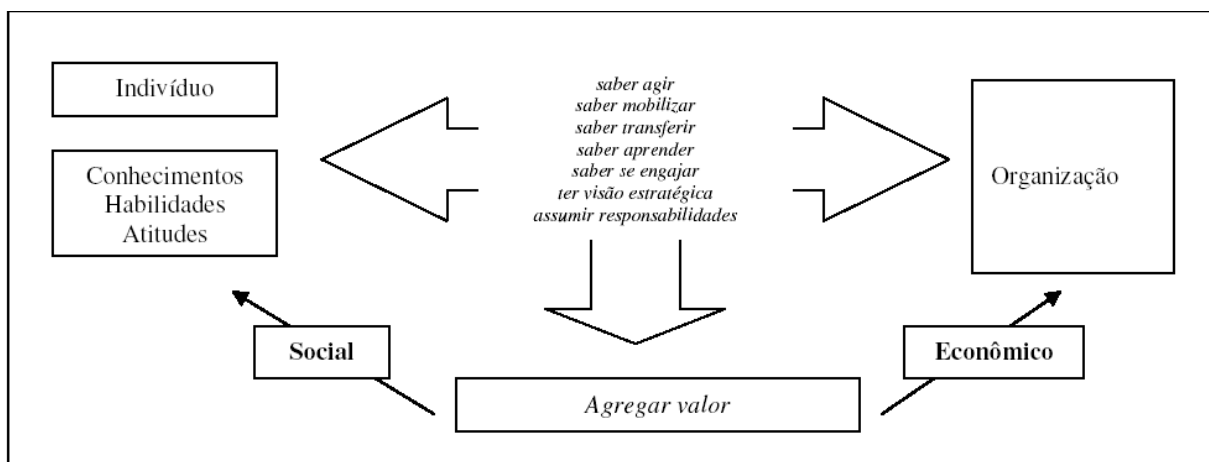 Indivíduo
Conhecimentos
Habilidades
Atitudes
saber agir
saber mobilizar
saber transferir
saber aprender
saber se engajar
ter visão estratégica
assumir responsabilidades
Organização
Social
Econômico
Agregar valor